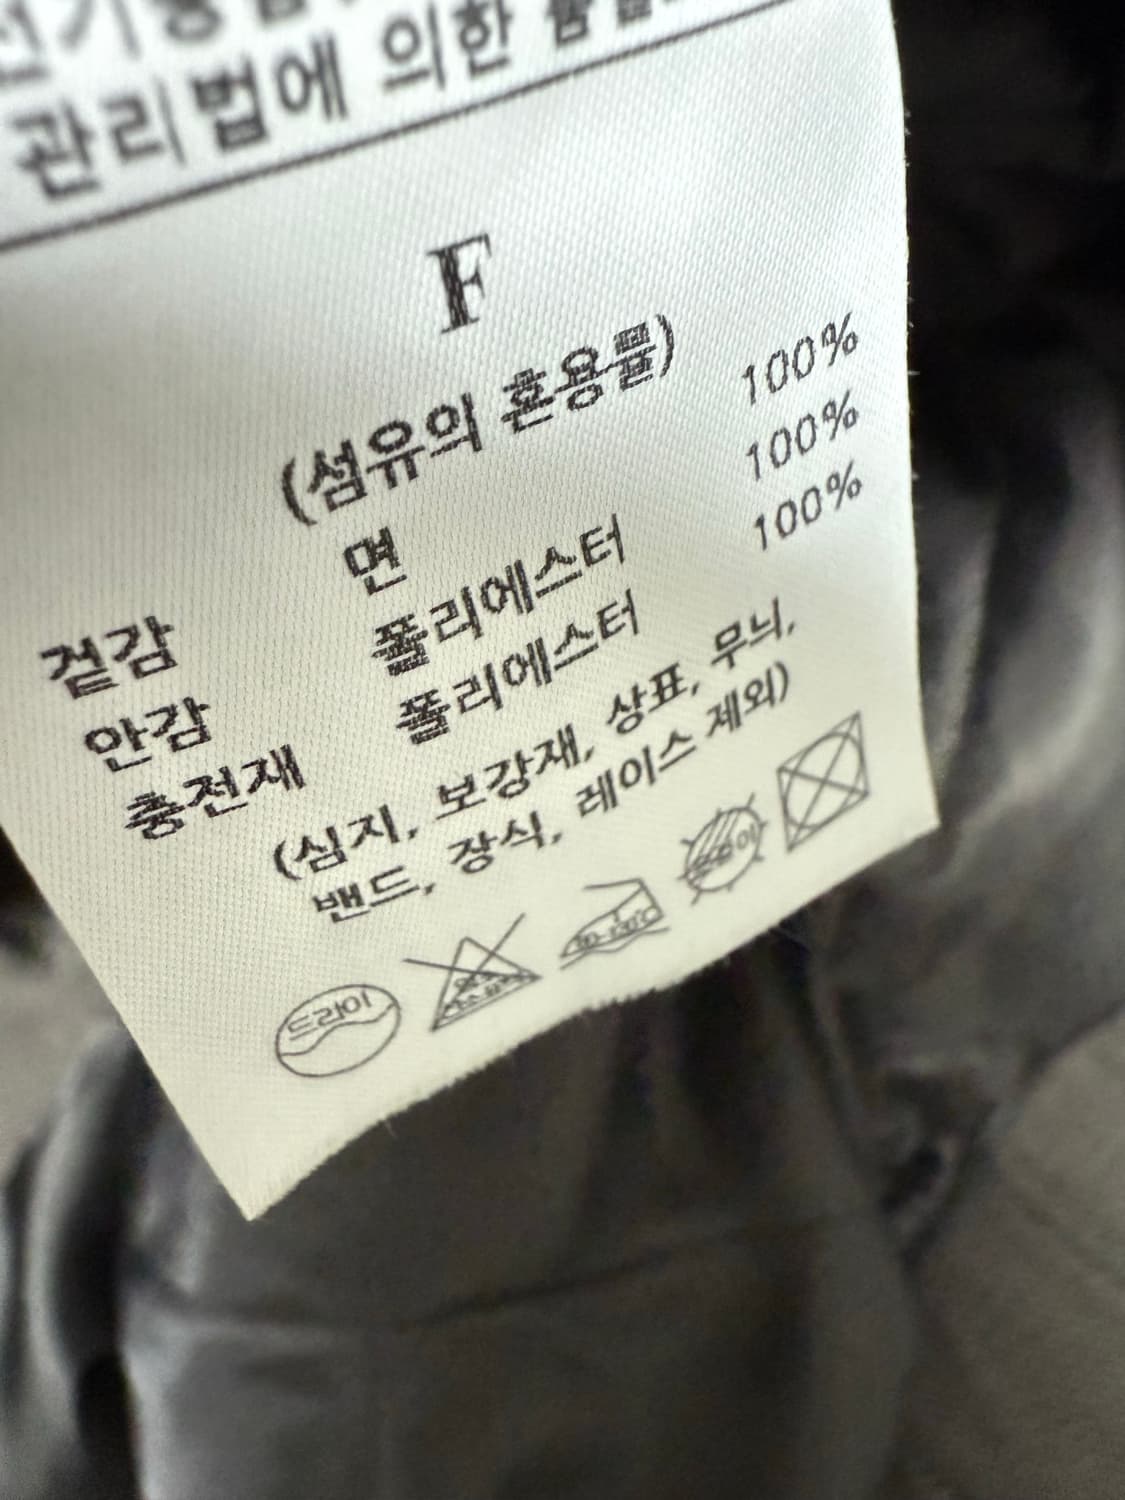 관리법에 의한
F
(섬유의 혼용률)
겉감 면 100%
안감 폴리에스터 100%
충전재 폴리에스터 100%
(심지, 보강재, 상표, 무늬,
밴드, 장식, 레이스 제외)
드라이